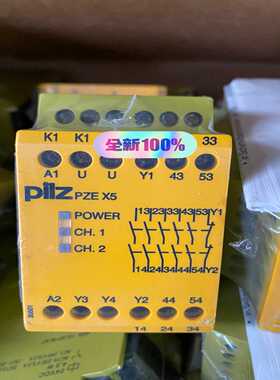 K1 K1 33
全新100%
A1 U U Y1 43 53
pilz PZE X5
POWER
CH. 1
CH. 2
13 23 33 43 53 Y1
14 24 34 44 54 Y2
A2 Y3 Y4 Y2 44 54
14 24 34